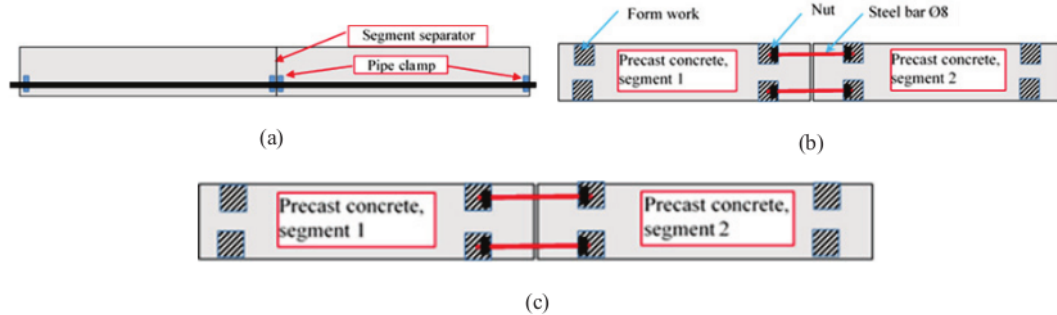 Segment separator
Pipe clamp
(a)
Form work
Nut
Steel bar Ø8
Precast concrete,
segment 1
Precast concrete,
segment 2
(b)
Precast concrete,
segment 1
Precast concrete,
segment 2
(c)